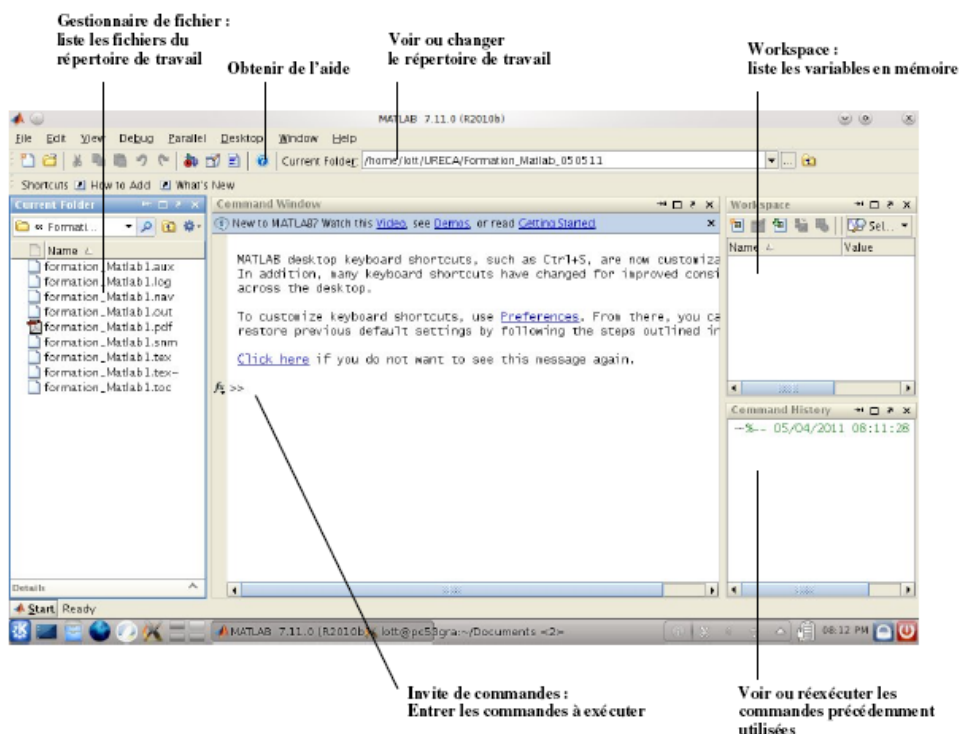 Gestionnaire de fichier :
liste les fichiers du
répertoire de travail
Obtenir de l'aide
Voir ou changer
le répertoire de travail
Workspace :
liste les variables en mémoire
MATLAB 7.11.0 (R2010b)
File Edit View Debug Parallel Desktop Window Help
Current Folder: /home/lott/URECA/Formation_Matlab_050511
Shortcuts How to Add What's New
Current Folder
« Formati...
Name
formation_Matlab1.aux
formation_Matlab1.log
formation_Matlab1.nav
formation_Matlab1.out
formation_Matlab1.pdf
formation_Matlab1.snm
formation_Matlab1.tex
formation_Matlab1.tex~
formation_Matlab1.toc
Details
Command Window
New to MATLAB? Watch this Video, see Demos, or read Getting Started.
MATLAB desktop keyboard shortcuts, such as Ctrl+S, are now customiza
In addition, many keyboard shortcuts have changed for improved consi
across the desktop.
To customize keyboard shortcuts, use Preferences. From there, you ca
restore previous default settings by following the steps outlined in
Click here if you do not want to see this message again.
fx >>
Workspace
Sel...
Name Value
Command History
--%-- 05/04/2011 08:11:28
Start Ready
MATLAB 7.11.0 (R2010b) lott@pc53gra:~/Documents <2>
08:12 PM
Invite de commandes :
Entrer les commandes à exécuter
Voir ou réexécuter les
commandes précédemment
utilisées